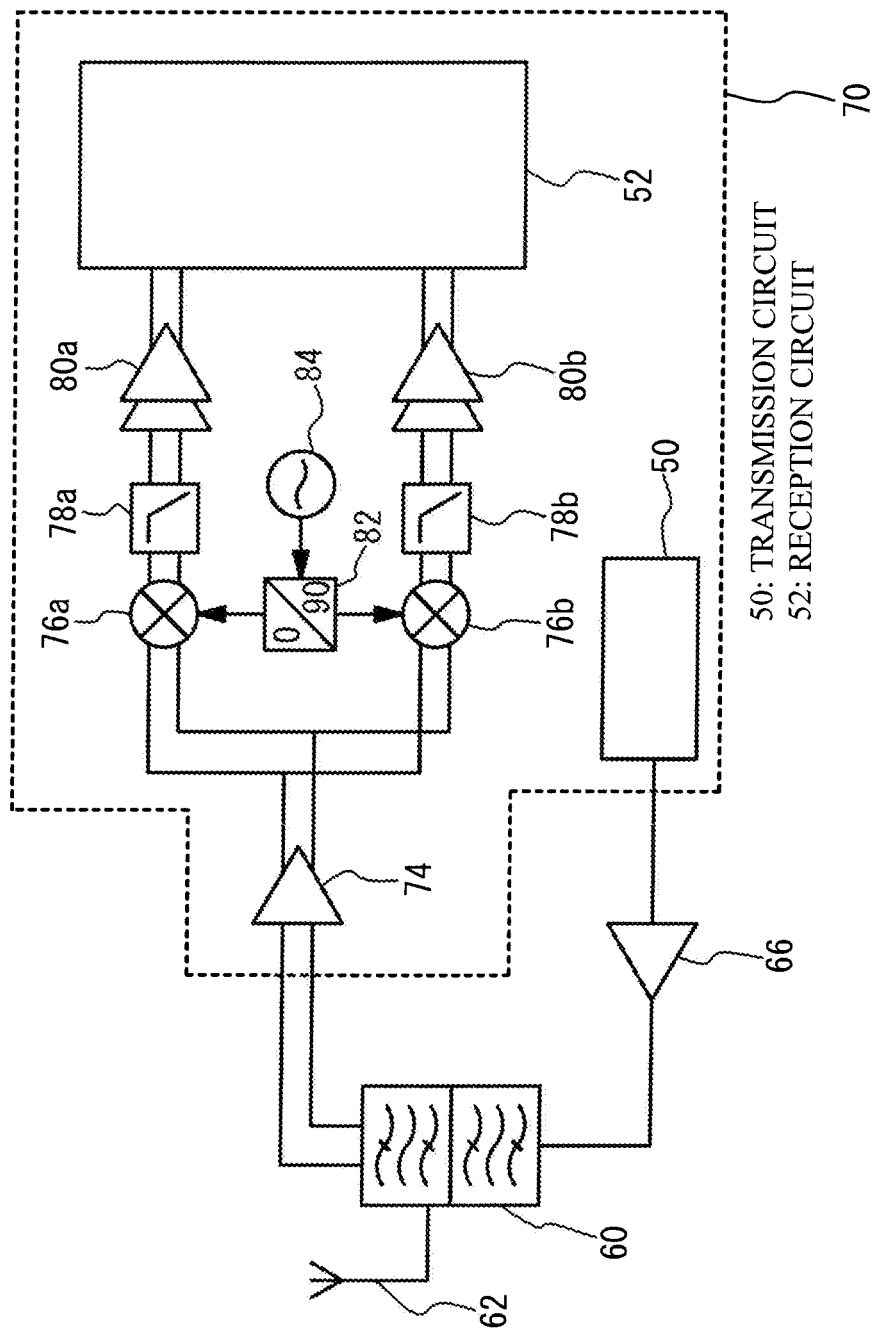 62
60
66
74
70
76a
78a
80a
0
90
82
84
76b
78b
80b
52
50
50: TRANSMISSION CIRCUIT
52: RECEPTION CIRCUIT